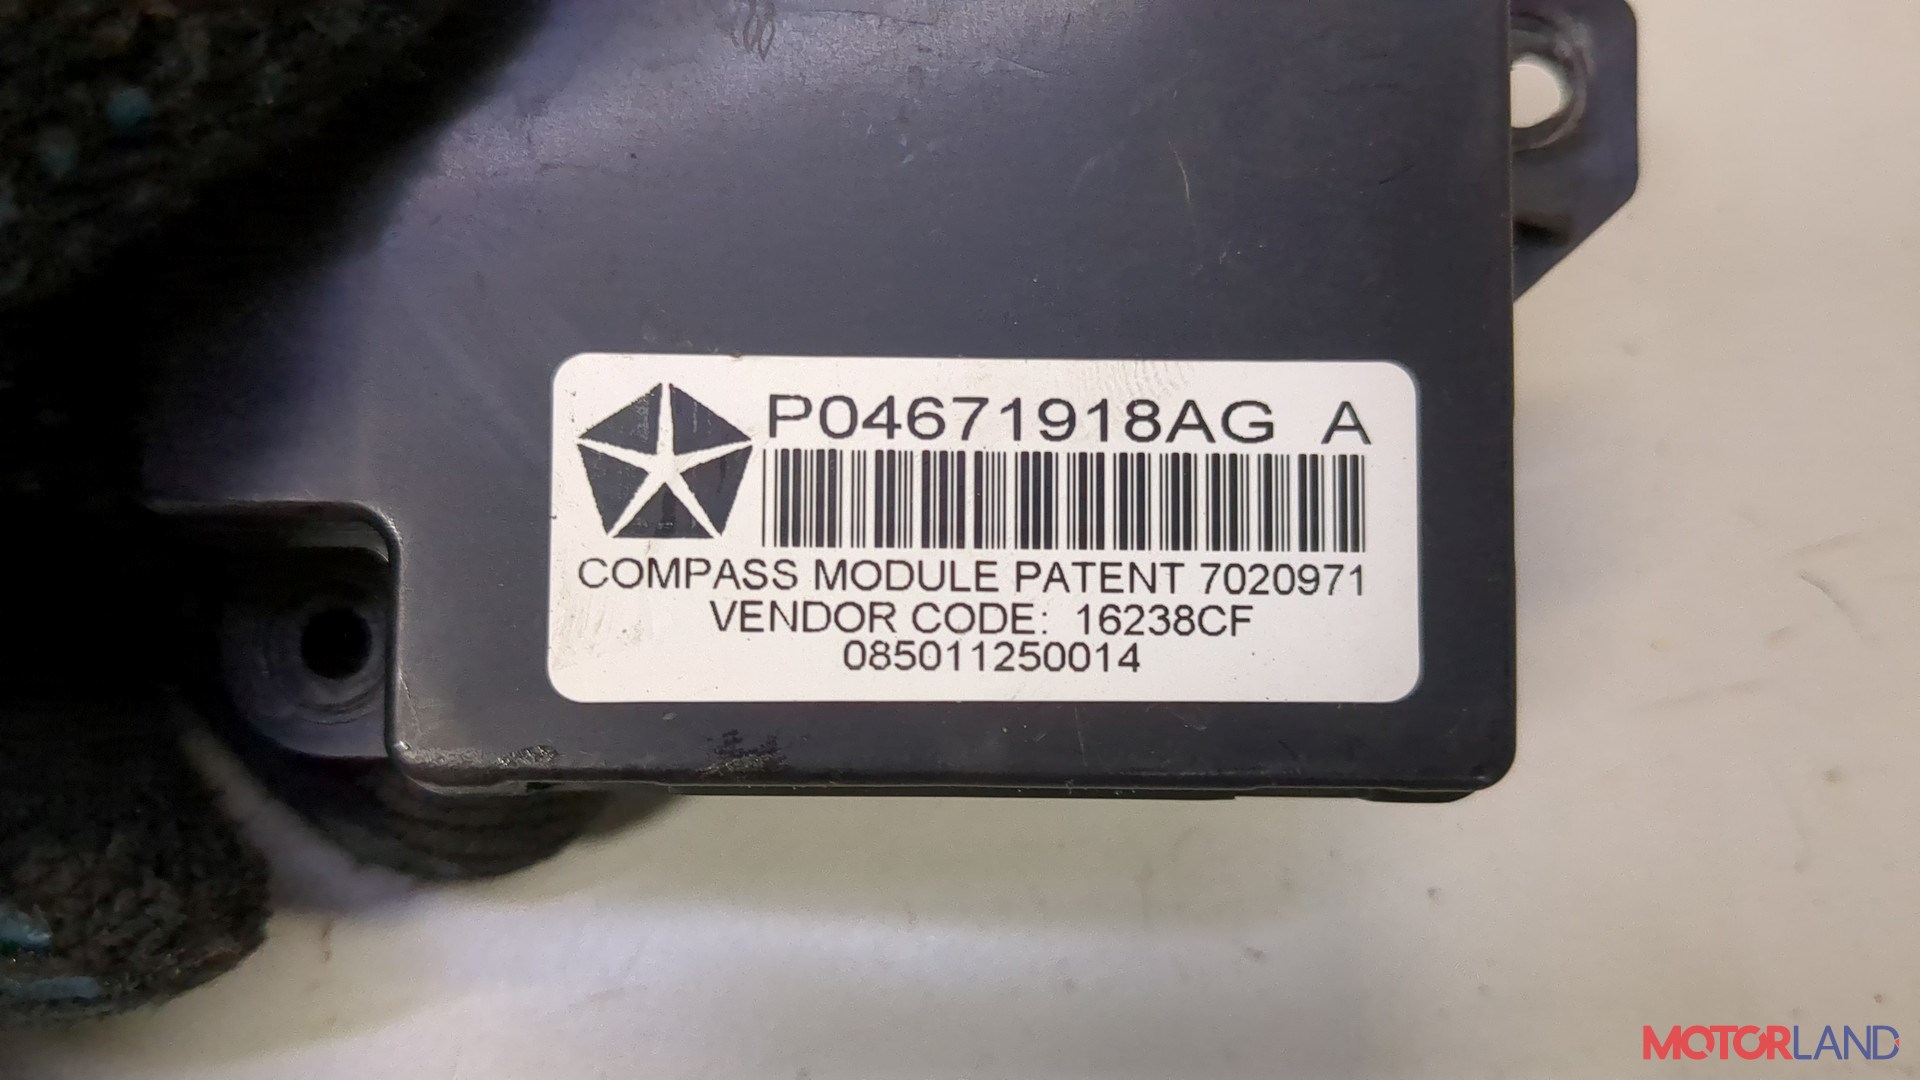 P04671918AG A
COMPASS MODULE PATENT 7020971
VENDOR CODE: 16238CF
085011250014
MOTORLAND